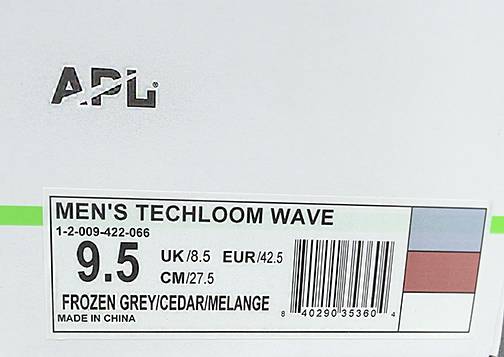 APL®
MEN'S TECHLOOM WAVE
1-2-009-422-066
9.5 UK/8.5 EUR/42.5
CM/27.5
FROZEN GREY/CEDAR/MELANGE
MADE IN CHINA
8 40290 35360 4